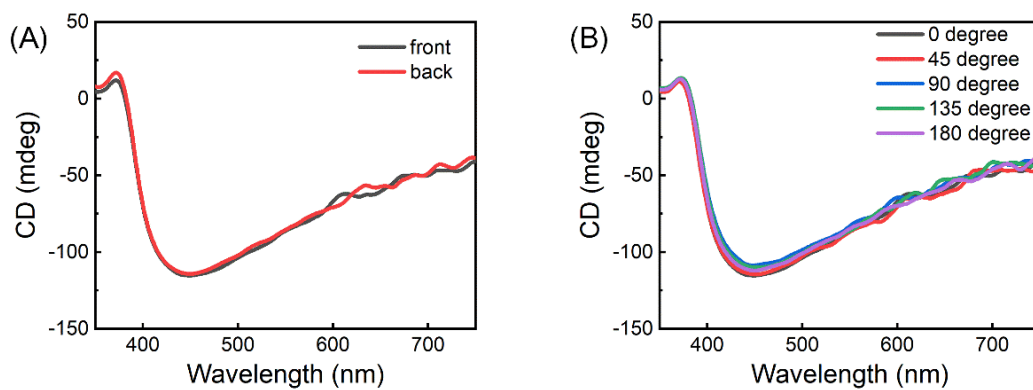 (A)
50
0
-50
-100
-150
CD (mdeg)
400
500
600
700
Wavelength (nm)
front
back
(B)
50
0
-50
-100
-150
CD (mdeg)
400
500
600
700
Wavelength (nm)
0 degree
45 degree
90 degree
135 degree
180 degree